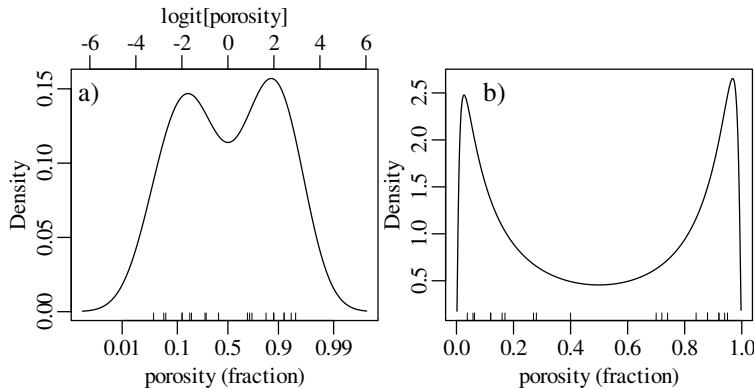 logit[porosity]
-6 -4 -2 0 2 4 6
a)
Density
0.00 0.05 0.10 0.15
0.01 0.1 0.5 0.9 0.99
porosity (fraction)
b)
Density
0.5 1.0 1.5 2.0 2.5
0.0 0.2 0.4 0.6 0.8 1.0
porosity (fraction)